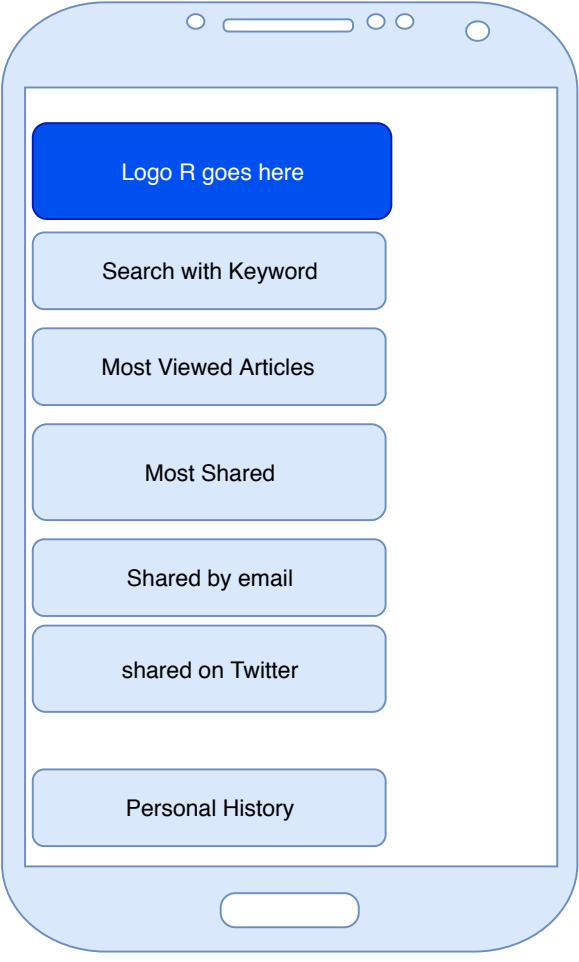 Logo R goes here
Search with Keyword
Most Viewed Articles
Most Shared
Shared by email
shared on Twitter
Personal History